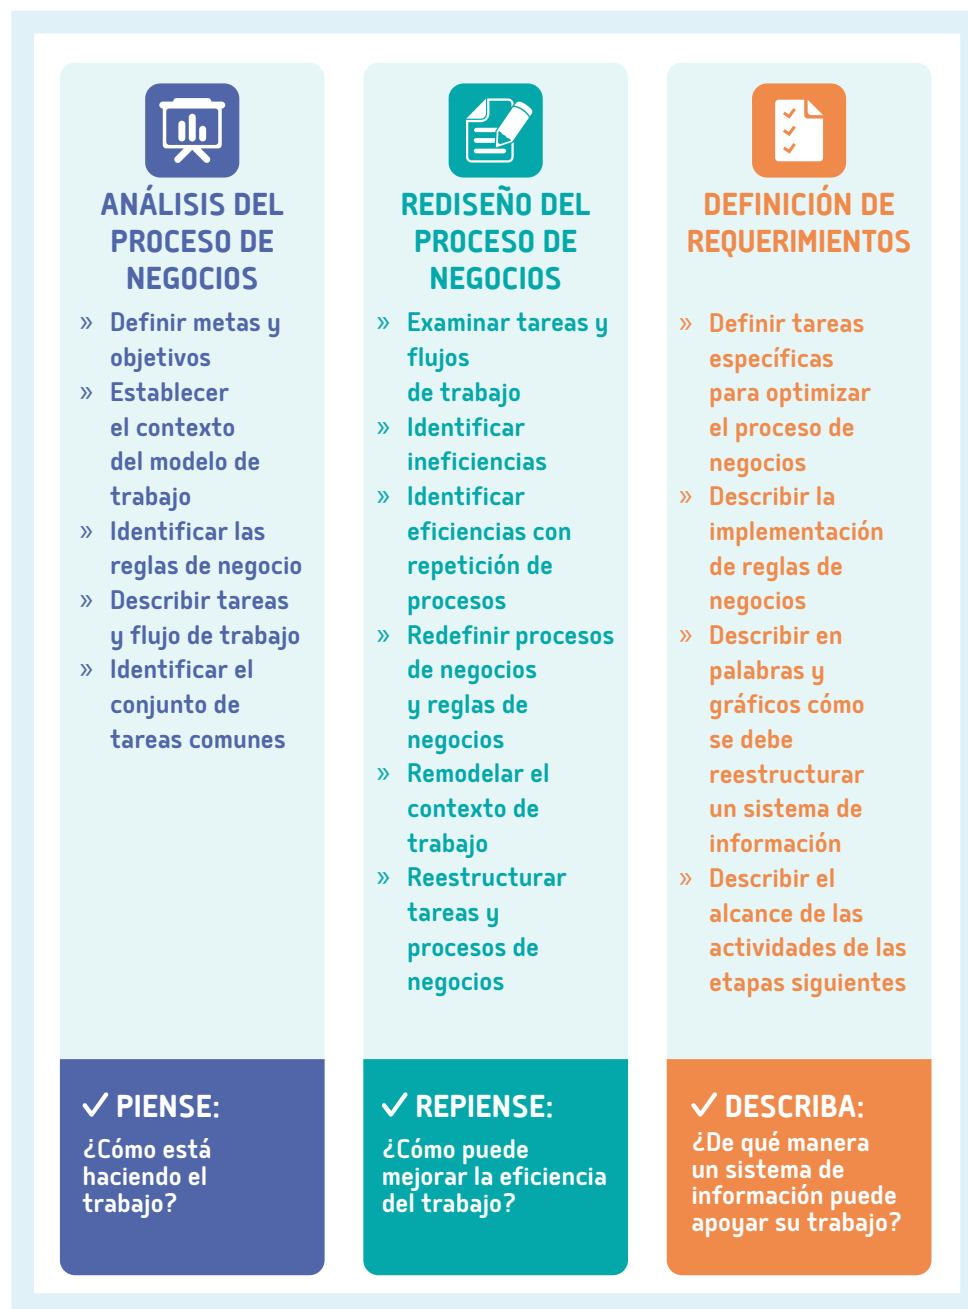 ANÁLISIS DEL
PROCESO DE
NEGOCIOS
» Definir metas y
objetivos
» Establecer
el contexto
del modelo de
trabajo
» Identificar las
reglas de negocio
» Describir tareas
y flujo de trabajo
» Identificar el
conjunto de
tareas comunes
✓ PIENSE:
¿Cómo está
haciendo el
trabajo?
REDISEÑO DEL
PROCESO DE
NEGOCIOS
» Examinar tareas y
flujos
de trabajo
» Identificar
ineficiencias
» Identificar
eficiencias con
repetición de
procesos
» Redefinir procesos
de negocios
y reglas de
negocios
» Remodelar el
contexto de
trabajo
» Reestructurar
tareas y
procesos de
negocios
✓ REPIENSE:
¿Cómo puede
mejorar la eficiencia
del trabajo?
DEFINICIÓN DE
REQUERIMIENTOS
» Definir tareas
específicas
para optimizar
el proceso de
negocios
» Describir la
implementación
de reglas de
negocios
» Describir en
palabras y
gráficos cómo
se debe
reestructurar
un sistema de
información
» Describir el
alcance de las
actividades de las
etapas siguientes
✓ DESCRIBA:
¿De qué manera
un sistema de
información puede
apoyar su trabajo?